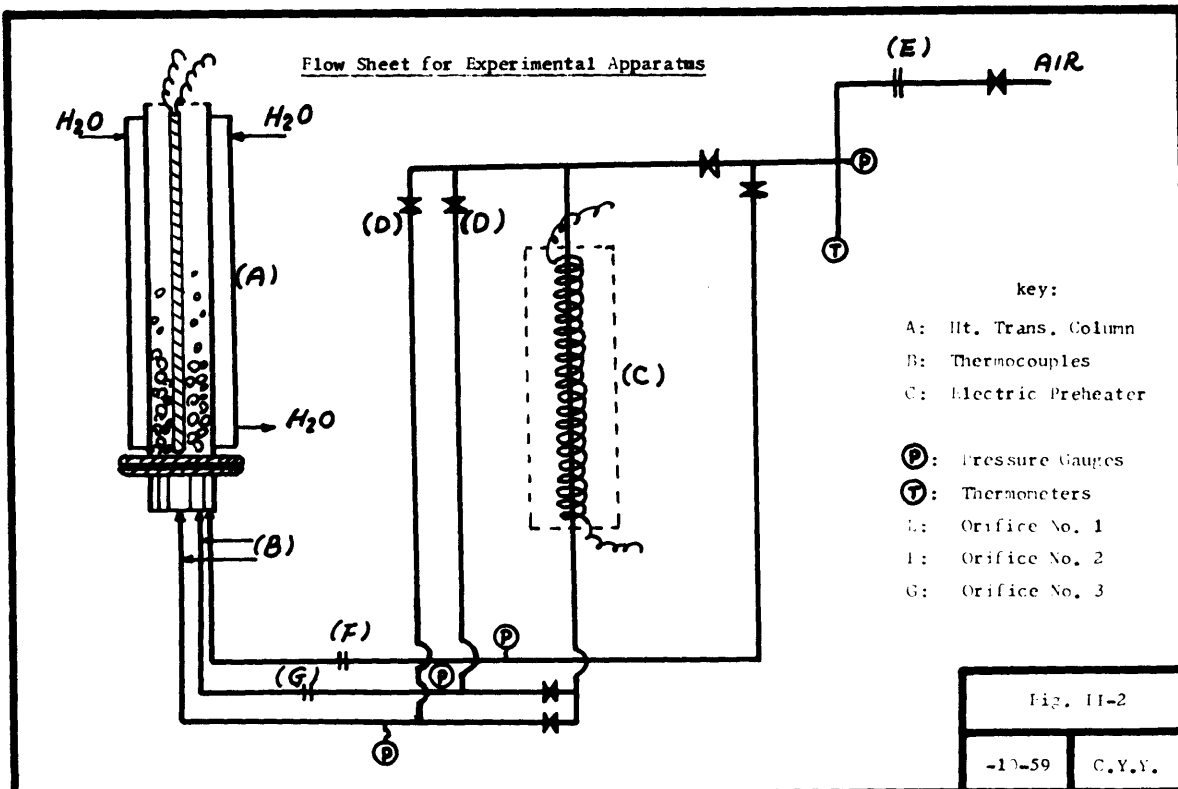 Flow Sheet for Experimental Apparatus
(E)
AIR
H2O
H2O
P
(D)
(D)
T
(A)
key:
A: Ht. Trans. Column
B: Thermocouples
(C)
C: Electric Preheater
H2O
P: Pressure Gauges
T: Thermometers
(B)
Orifice No. 1
Orifice No. 2
G: Orifice No. 3
(F)
P
(G)
P
P
Fig. II-2
-59
C.Y.Y.